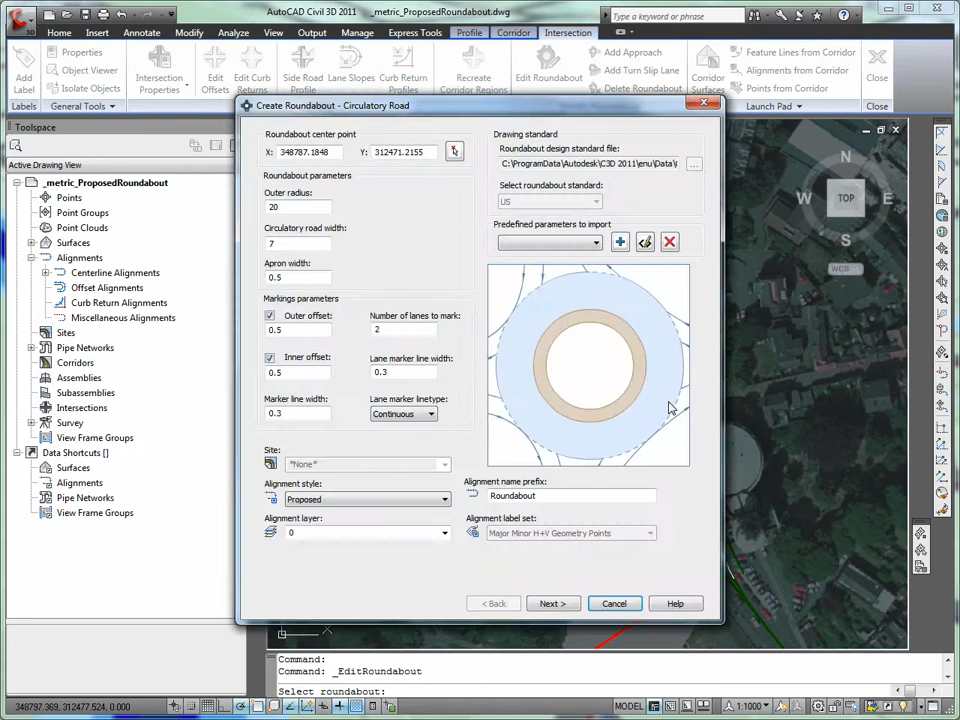 AutoCAD Civil 3D 2011 _metric_ProposedRoundabout.dwg
Type a keyword or phrase
Home Insert Annotate Modify Analyze View Output Manage Express Tools Profile Corridor Intersection
Add Label
Properties
Object Viewer
Isolate Objects
Intersection Properties
Edit Offsets
Edit Curb Returns
Side Road Profile
Lane Slopes
Curb Return Profiles
Recreate Corridor Regions
Edit Roundabout
Add Approach
Add Turn Slip Lane
Delete Roundabout
Corridor Surfaces
Feature Lines from Corridor
Alignments from Corridor
Points from Corridor
Close
Labels General Tools Launch Pad Close
Toolspace
Active Drawing View
_metric_ProposedRoundabout
Points
Point Groups
Point Clouds
Surfaces
Alignments
Centerline Alignments
Offset Alignments
Curb Return Alignments
Miscellaneous Alignments
Sites
Pipe Networks
Corridors
Assemblies
Subassemblies
Intersections
Survey
View Frame Groups
Data Shortcuts []
Surfaces
Alignments
Pipe Networks
View Frame Groups
Create Roundabout - Circulatory Road
Roundabout center point
X: 348787.1848 Y: 312471.2155
Roundabout parameters
Outer radius:
20
Circulatory road width:
7
Apron width:
0.5
Markings parameters
Outer offset: Number of lanes to mark:
0.5 2
Inner offset: Lane marker line width:
0.5 0.3
Marker line width: Lane marker linetype:
0.3 Continuous
Site:
*None*
Alignment style:
Proposed
Alignment layer:
0
Drawing standard
Roundabout design standard file:
C:\ProgramData\Autodesk\C3D 2011\enu\Data\
...
Select roundabout standard:
US
Predefined parameters to import
Alignment name prefix:
Roundabout
Alignment label set:
Major Minor H+V Geometry Points
< Back Next > Cancel Help
N
W TOP E
S
WCS
Command:
Command: _EditRoundabout
Select roundabout:
348797.369, 312477.524, 0.000
MODEL
1:1000